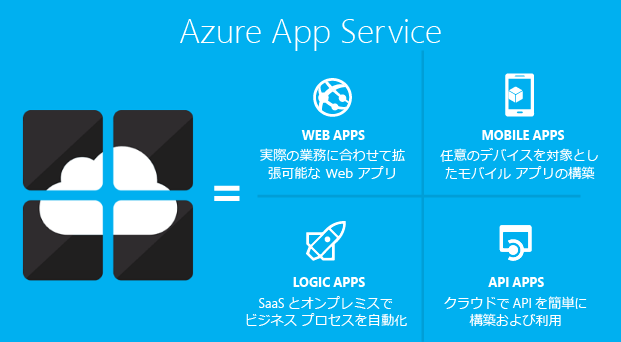 Azure App Service
WEB APPS
実際の業務に合わせて拡
張可能な Web アプリ
MOBILE APPS
任意のデバイスを対象とし
たモバイル アプリの構築
=
LOGIC APPS
SaaS とオンプレミスで
ビジネス プロセスを自動化
API APPS
クラウドで API を簡単に
構築および利用